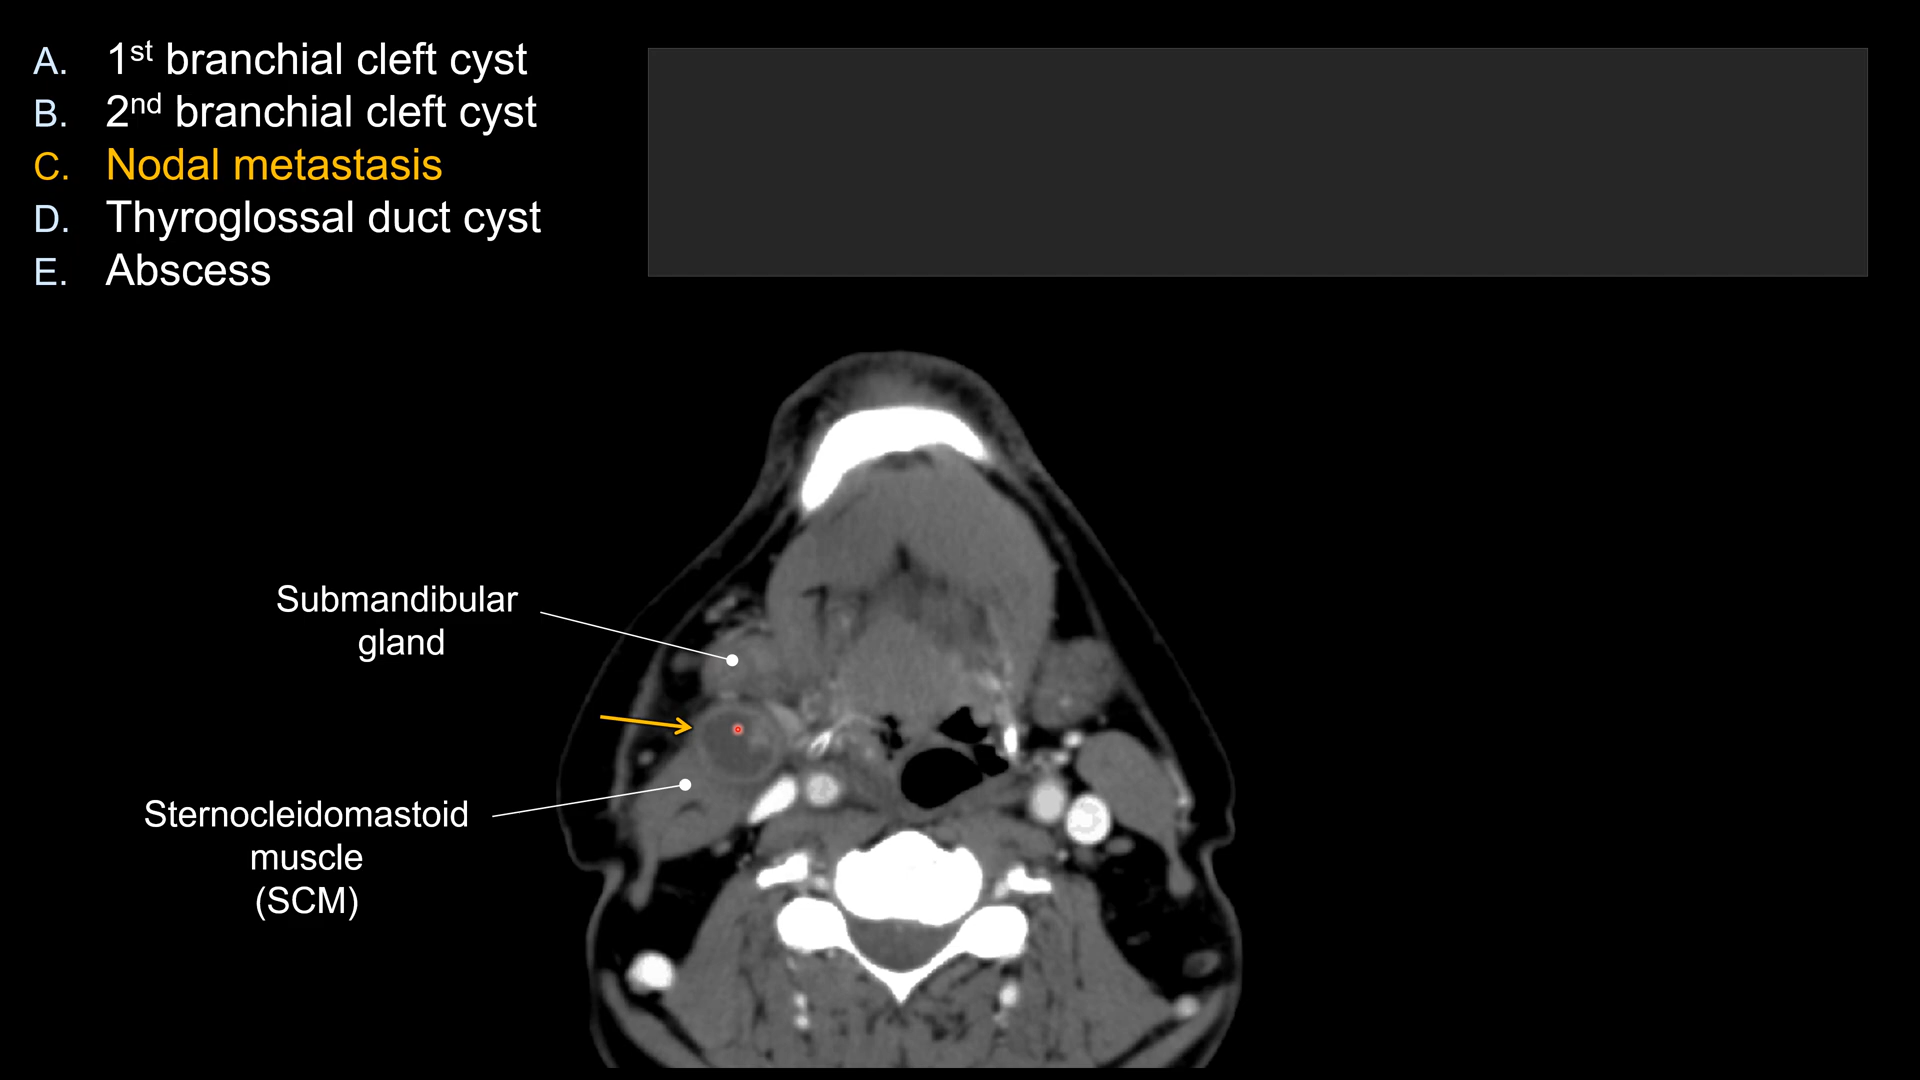 A. 1st branchial cleft cyst
B. 2nd branchial cleft cyst
C. Nodal metastasis
D. Thyroglossal duct cyst
E. Abscess
Submandibular
gland
Sternocleidomastoid
muscle
(SCM)